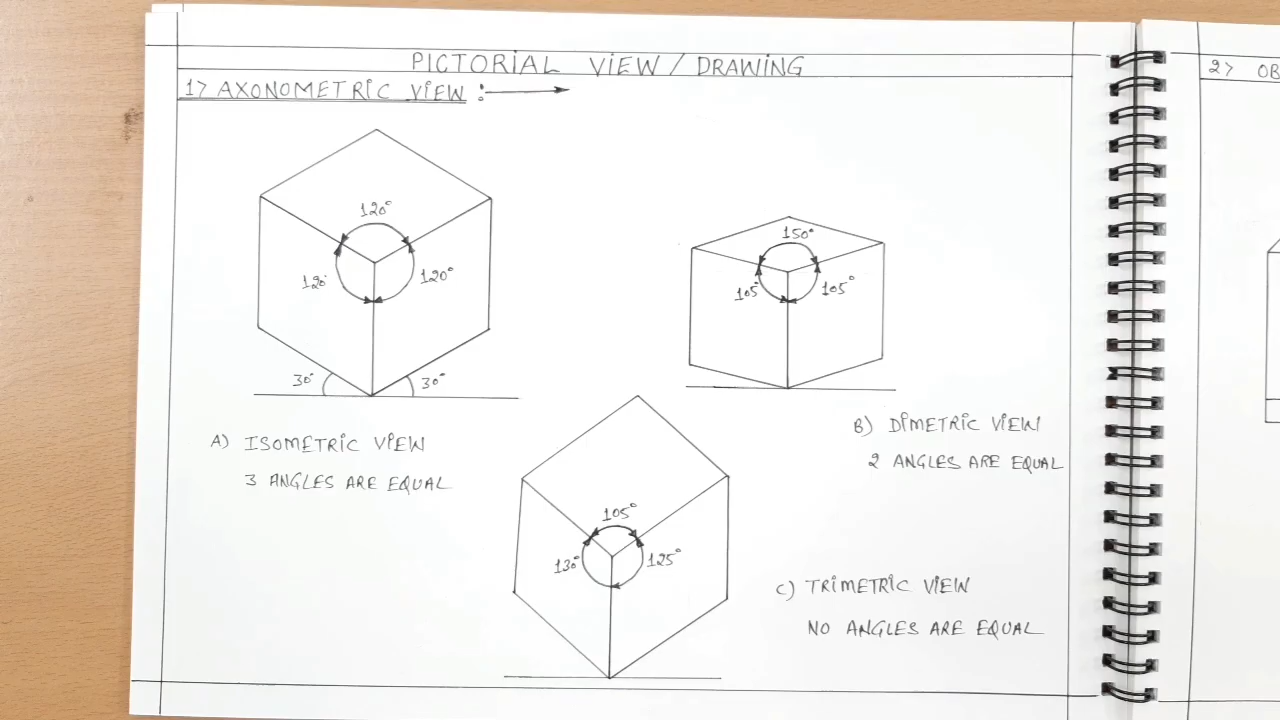 PICTORIAL VIEW / DRAWING
1> AXONOMETRIC VIEW :
120°
120°
120°
30°
30°
A) ISOMETRIC VIEW
3 ANGLES ARE EQUAL
150°
105°
105°
B) DIMETRIC VIEW
2 ANGLES ARE EQUAL
105°
130°
125°
C) TRIMETRIC VIEW
NO ANGLES ARE EQUAL
2> OB